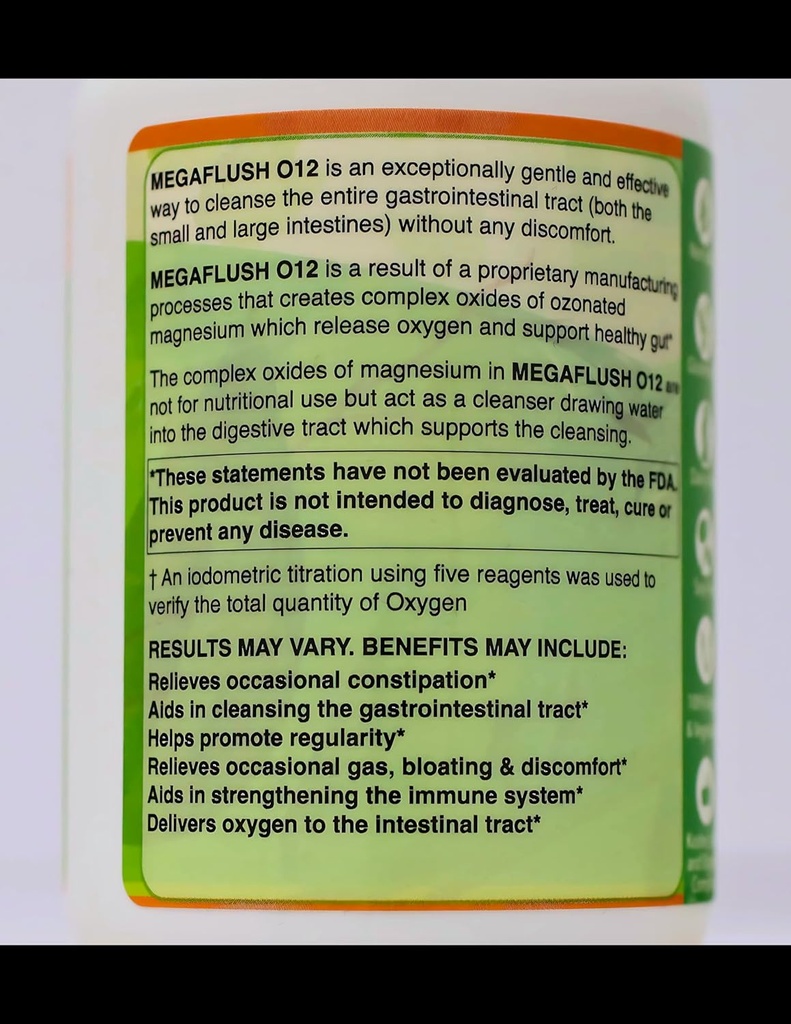 MEGAFLUSH O12 is an exceptionally gentle and effective
way to cleanse the entire gastrointestinal tract (both the
small and large intestines) without any discomfort.
MEGAFLUSH O12 is a result of a proprietary manufacturing
processes that creates complex oxides of ozonated
magnesium which release oxygen and support healthy gut*
The complex oxides of magnesium in MEGAFLUSH O12 are
not for nutritional use but act as a cleanser drawing water
into the digestive tract which supports the cleansing.
*These statements have not been evaluated by the FDA.
This product is not intended to diagnose, treat, cure or
prevent any disease.
† An iodometric titration using five reagents was used to
verify the total quantity of Oxygen
RESULTS MAY VARY. BENEFITS MAY INCLUDE:
Relieves occasional constipation*
Aids in cleansing the gastrointestinal tract*
Helps promote regularity*
Relieves occasional gas, bloating & discomfort*
Aids in strengthening the immune system*
Delivers oxygen to the intestinal tract*